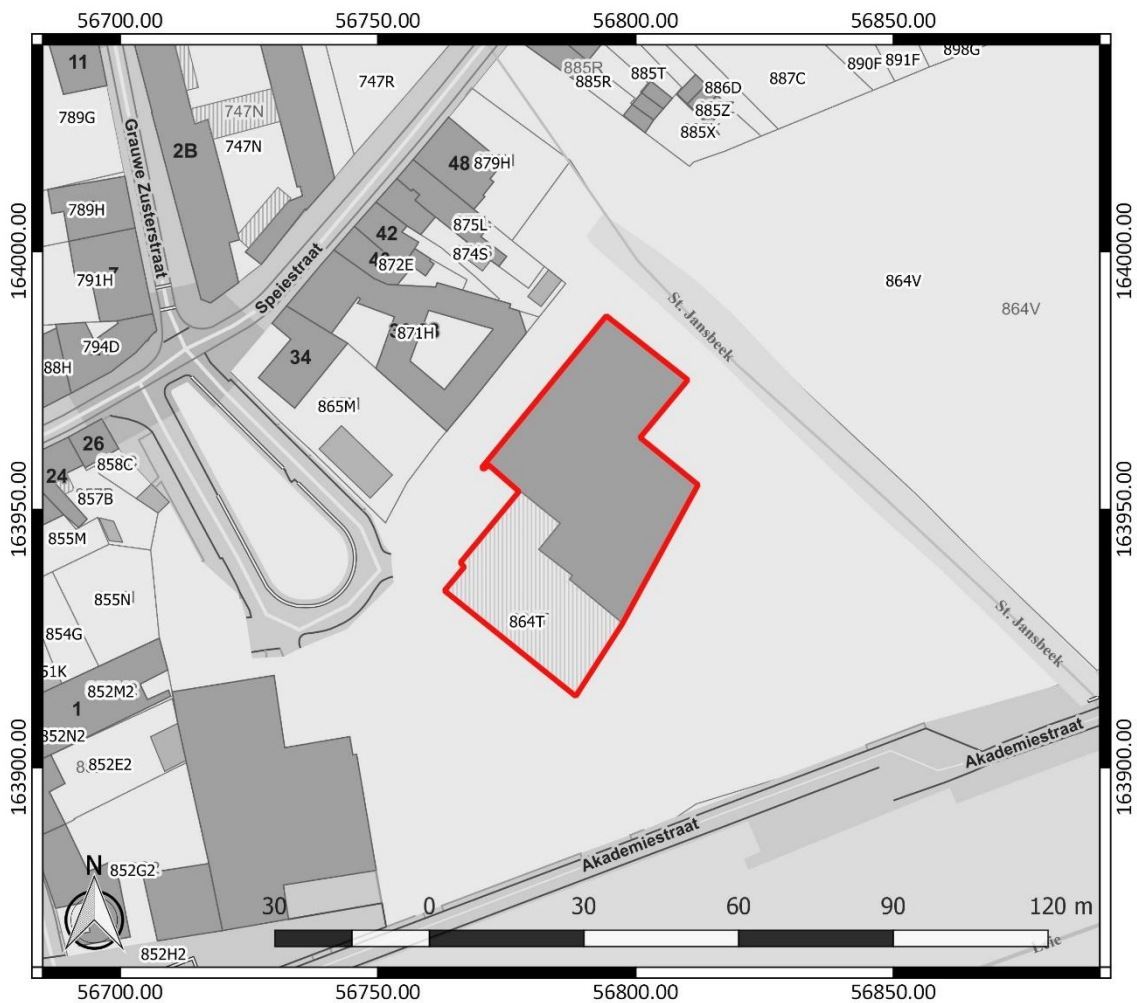 56700.00
56750.00
56800.00
56850.00
11
747R
885R
885R
885T
886D
887C
890F
891F
898G
789G
747N
747N
885Z
885X
2B
48
879H
Grauwe Zusterstraat
789H
875L
42
874S
872E
791H
Speiestraat
164000.00
164000.00
864V
864V
St. Jansbeek
871H
794D
34
88H
865M
26
858C
24
857B
163950.00
163950.00
855M
855N
854G
864T
St. Jansbeek
51K
852M2
1
852N2
852E2
Akademiestraat
163900.00
163900.00
Akademiestraat
N
852G2
30
0
30
60
90
120 m
852H2
56700.00
56750.00
56800.00
56850.00